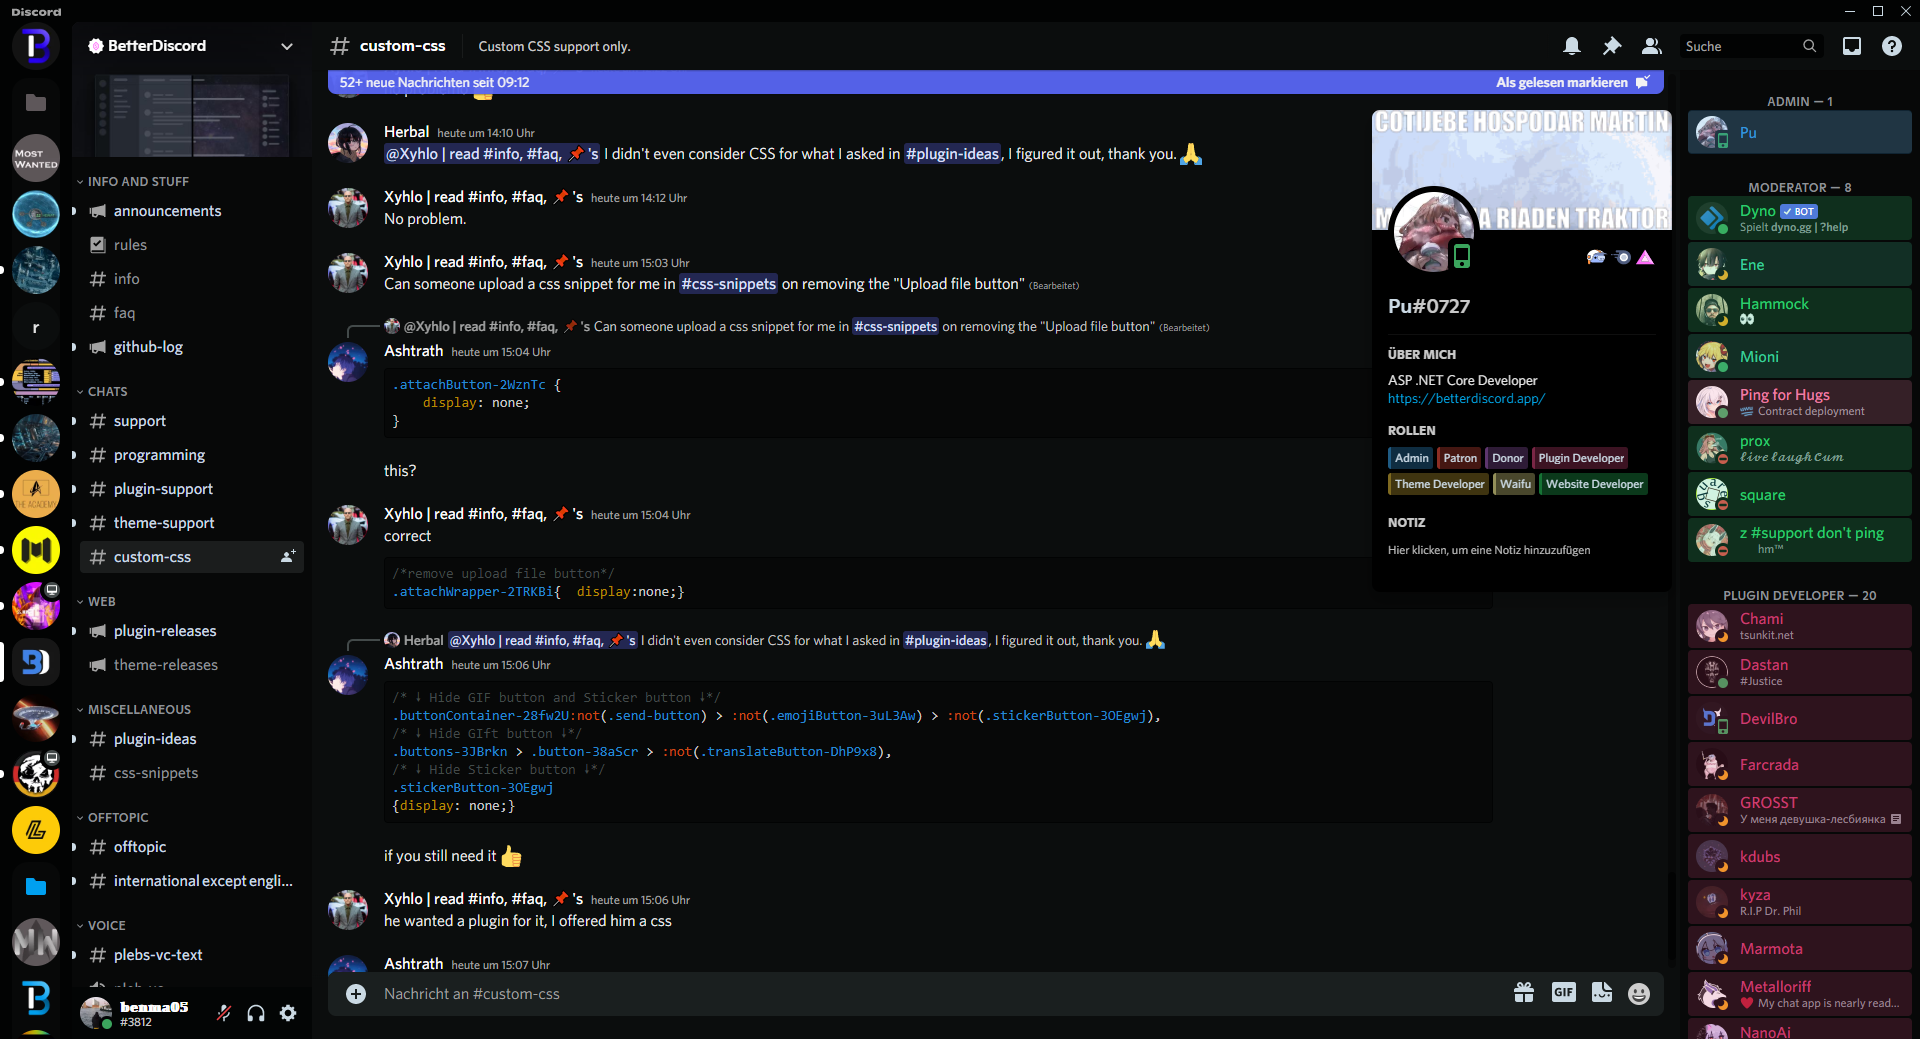 Discord
BetterDiscord
custom-css
Custom CSS support only.
Suche
52+ neue Nachrichten seit 09:12
Als gelesen markieren
MOST
WANTED
INFO AND STUFF
announcements
rules
info
faq
r
github-log
CHATS
support
programming
plugin-support
THE ACADEMY
theme-support
custom-css
WEB
plugin-releases
theme-releases
MISCELLANEOUS
plugin-ideas
css-snippets
OFFTOPIC
offtopic
international except engli...
VOICE
plebs-vc-text
benma05
#3812
Herbal heute um 14:10 Uhr
@Xyhlo | read #info, #faq, 📌 's I didn't even consider CSS for what I asked in #plugin-ideas, I figured it out, thank you. 🙏
Xyhlo | read #info, #faq, 📌 's heute um 14:12 Uhr
No problem.
Xyhlo | read #info, #faq, 📌 's heute um 15:03 Uhr
Can someone upload a css snippet for me in #css-snippets on removing the "Upload file button" (Bearbeitet)
@Xyhlo | read #info, #faq, 📌 's Can someone upload a css snippet for me in #css-snippets on removing the "Upload file button" (Bearbeitet)
Ashtrath heute um 15:04 Uhr
.attachButton-2WznTc {
display: none;
}
this?
Xyhlo | read #info, #faq, 📌 's heute um 15:04 Uhr
correct
/*remove upload file button*/
.attachWrapper-2TRKBi{ display:none;}
Herbal @Xyhlo | read #info, #faq, 📌 's I didn't even consider CSS for what I asked in #plugin-ideas, I figured it out, thank you. 🙏
Ashtrath heute um 15:06 Uhr
/* ↓ Hide GIF button and Sticker button ↓*/
.buttonContainer-28fw2U:not(.send-button) > :not(.emojiButton-3uL3Aw) > :not(.stickerButton-3OEgwj),
/* ↓ Hide GIft button ↓*/
.buttons-3JBrkn > .button-38aScr > :not(.translateButton-DhP9x8),
/* ↓ Hide Sticker button ↓*/
.stickerButton-3OEgwj
{display: none;}
if you still need it 👍
Xyhlo | read #info, #faq, 📌 's heute um 15:06 Uhr
he wanted a plugin for it, I offered him a css
Ashtrath heute um 15:07 Uhr
Nachricht an #custom-css
GIF
COTIJEBE HOSPODAR MARTIN
A RIADEN TRAKTOR
Pu#0727
ÜBER MICH
ASP .NET Core Developer
https://betterdiscord.app/
ROLLEN
Admin Patron Donor Plugin Developer
Theme Developer Waifu Website Developer
NOTIZ
Hier klicken, um eine Notiz hinzuzufügen
ADMIN — 1
Pu
MODERATOR — 8
Dyno ✓ BOT
Spielt dyno.gg | ?help
Ene
Hammock
👀
Mioni
Ping for Hugs
Contract deployment
prox
𝓵𝓲𝓿𝓮 𝓵𝓪𝓾𝓰𝓱 𝓒𝓾𝓶
square
z #support don't ping
hm™
PLUGIN DEVELOPER — 20
Chami
tsunkit.net
Dastan
#Justice
DevilBro
Farcrada
GROSST
У меня девушка-лесбиянка
kdubs
kyza
R.I.P Dr. Phil
Marmota
Metalloriff
❤ My chat app is nearly read...
NanoAi